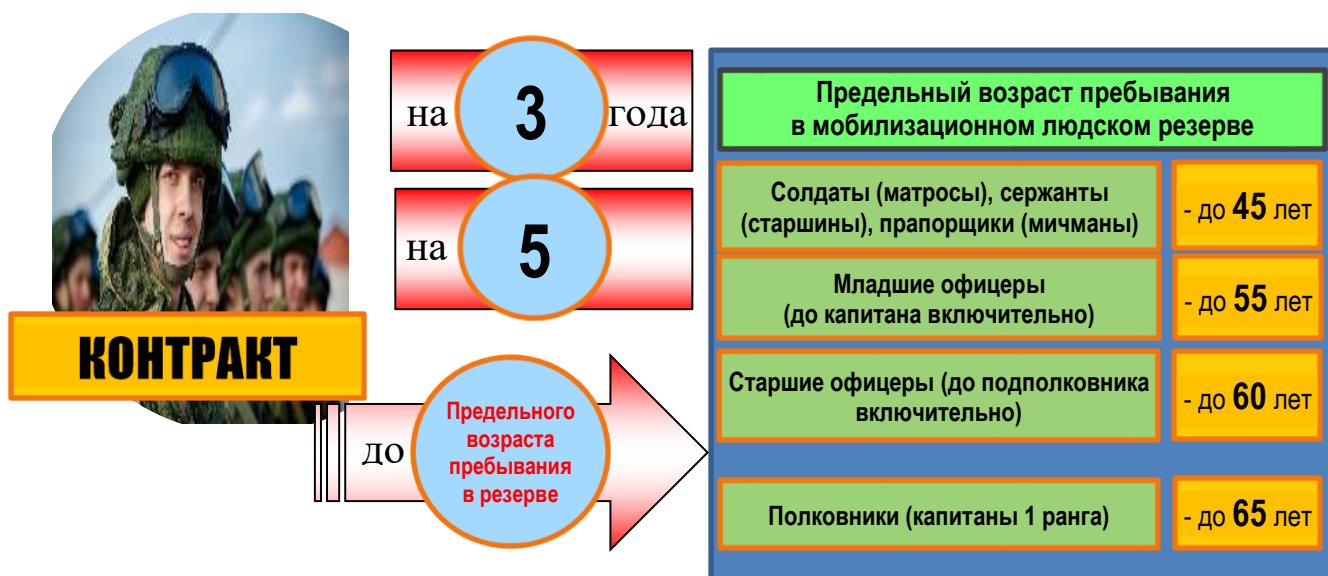 КОНТРАКТ
на 3 года
на 5
до
Предельного
возраста
пребывания
в резерве
Предельный возраст пребывания
в мобилизационном людском резерве
Солдаты (матросы), сержанты
(старшины), прапорщики (мичманы)
- до 45 лет
Младшие офицеры
(до капитана включительно)
- до 55 лет
Старшие офицеры (до подполковника
включительно)
- до 60 лет
Полковники (капитаны 1 ранга)
- до 65 лет